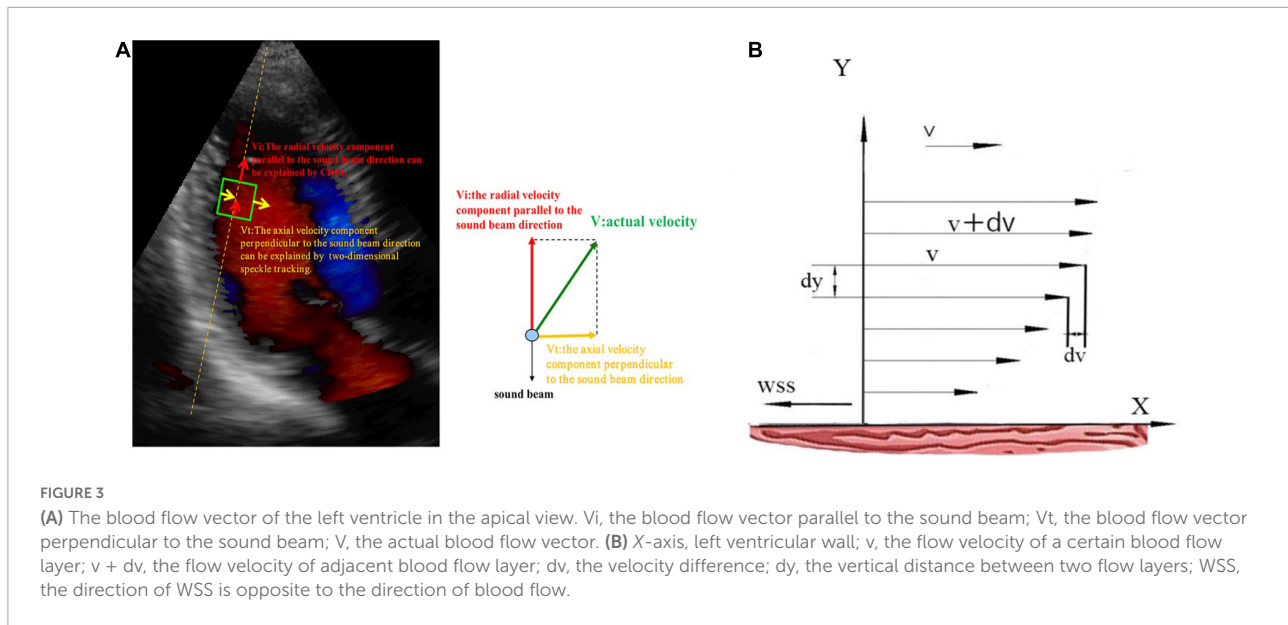 A
Vi:The radial velocity component
parallel to the sound beam direction can
be explained by CDFI.
Vt:The axial velocity component
perpendicular to the sound beam direction
can be explained by two-dimensional
speckle tracking.
Vi:the radial velocity
component parallel to the
sound beam direction
V:actual velocity
Vt:the axial velocity
component perpendicular
to the sound beam direction
sound beam
B
Y
v
v+dv
v
dy
dv
WSS
X
FIGURE 3
(A) The blood flow vector of the left ventricle in the apical view. Vi, the blood flow vector parallel to the sound beam; Vt, the blood flow vector
perpendicular to the sound beam; V, the actual blood flow vector. (B) X-axis, left ventricular wall; v, the flow velocity of a certain blood flow
layer; v + dv, the flow velocity of adjacent blood flow layer; dv, the velocity difference; dy, the vertical distance between two flow layers; WSS,
the direction of WSS is opposite to the direction of blood flow.